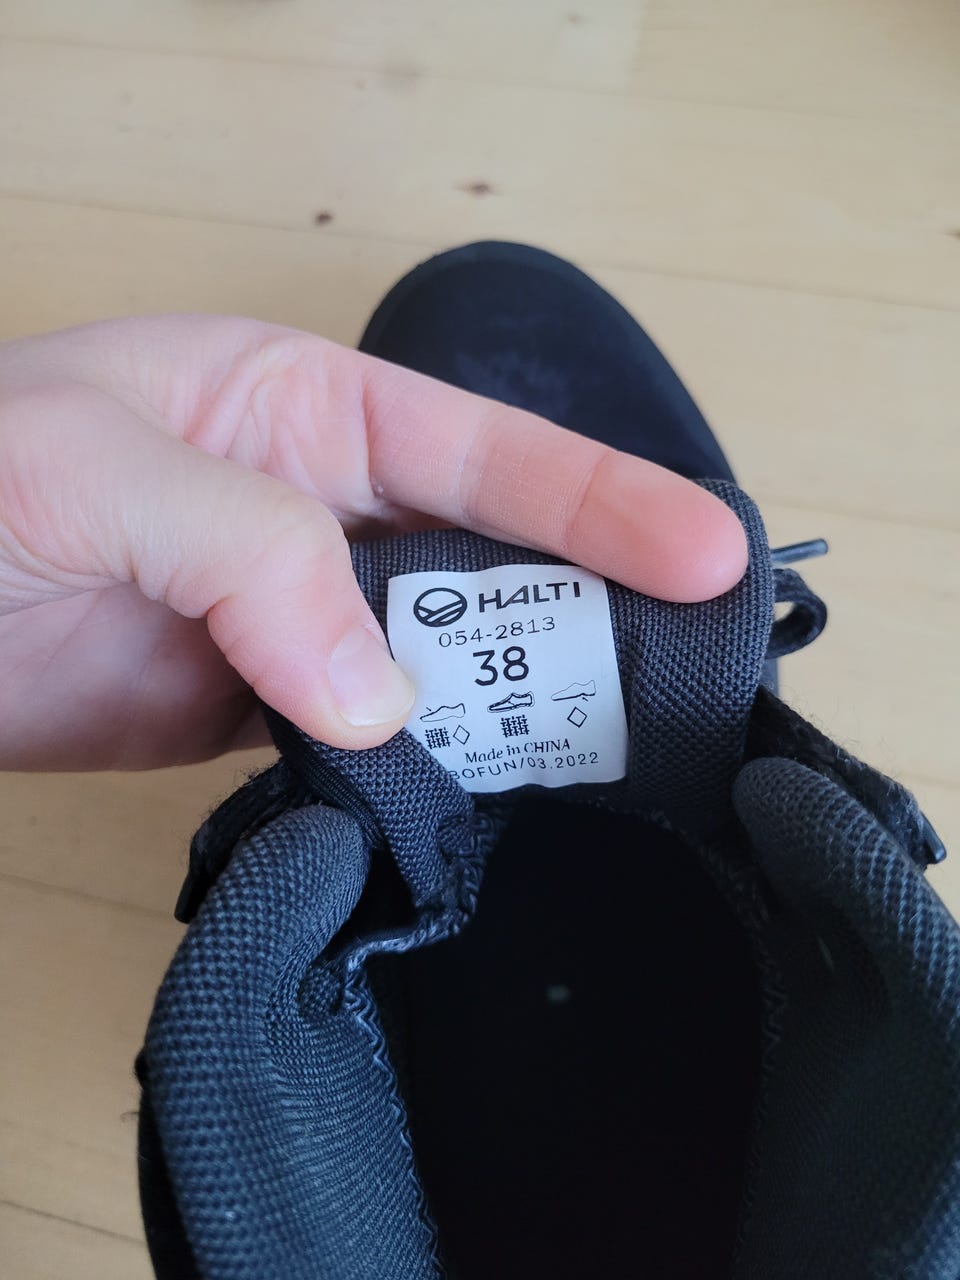 HALTI
054-2813
38
Made in CHINA
BOFUN/03.2022